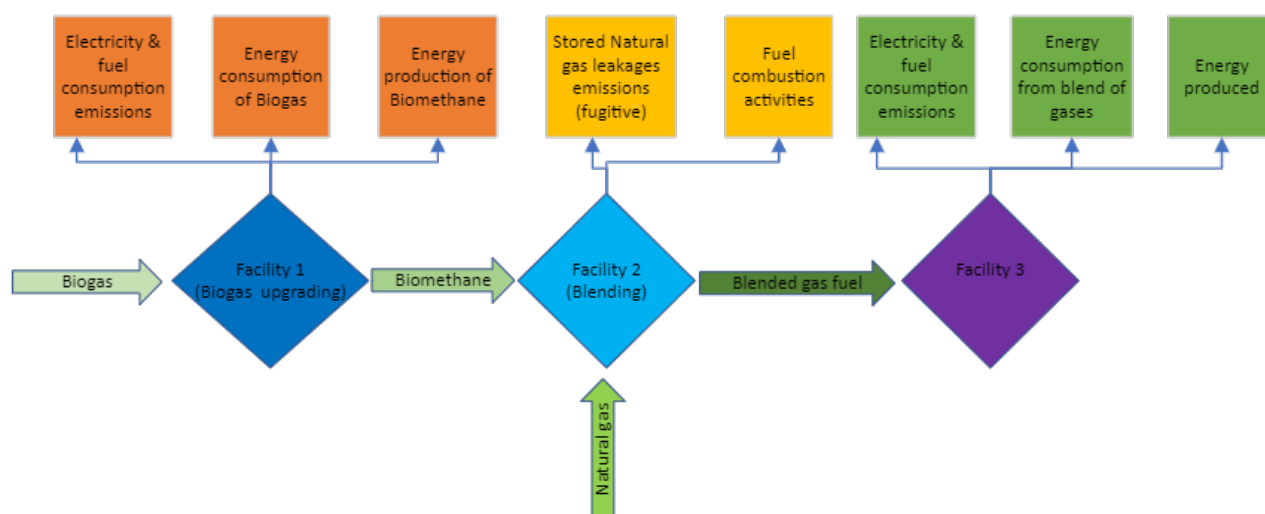 Electricity &
fuel
consumption
emissions
Energy
consumption
of Biogas
Energy
production of
Biomethane
Stored Natural
gas leakages
emissions
(fugitive)
Fuel
combustion
activities
Electricity &
fuel
consumption
emissions
Energy
consumption
from blend of
gases
Energy
produced
Biogas
Facility 1
(Biogas upgrading)
Biomethane
Facility 2
(Blending)
Blended gas fuel
Facility 3
Natural gas